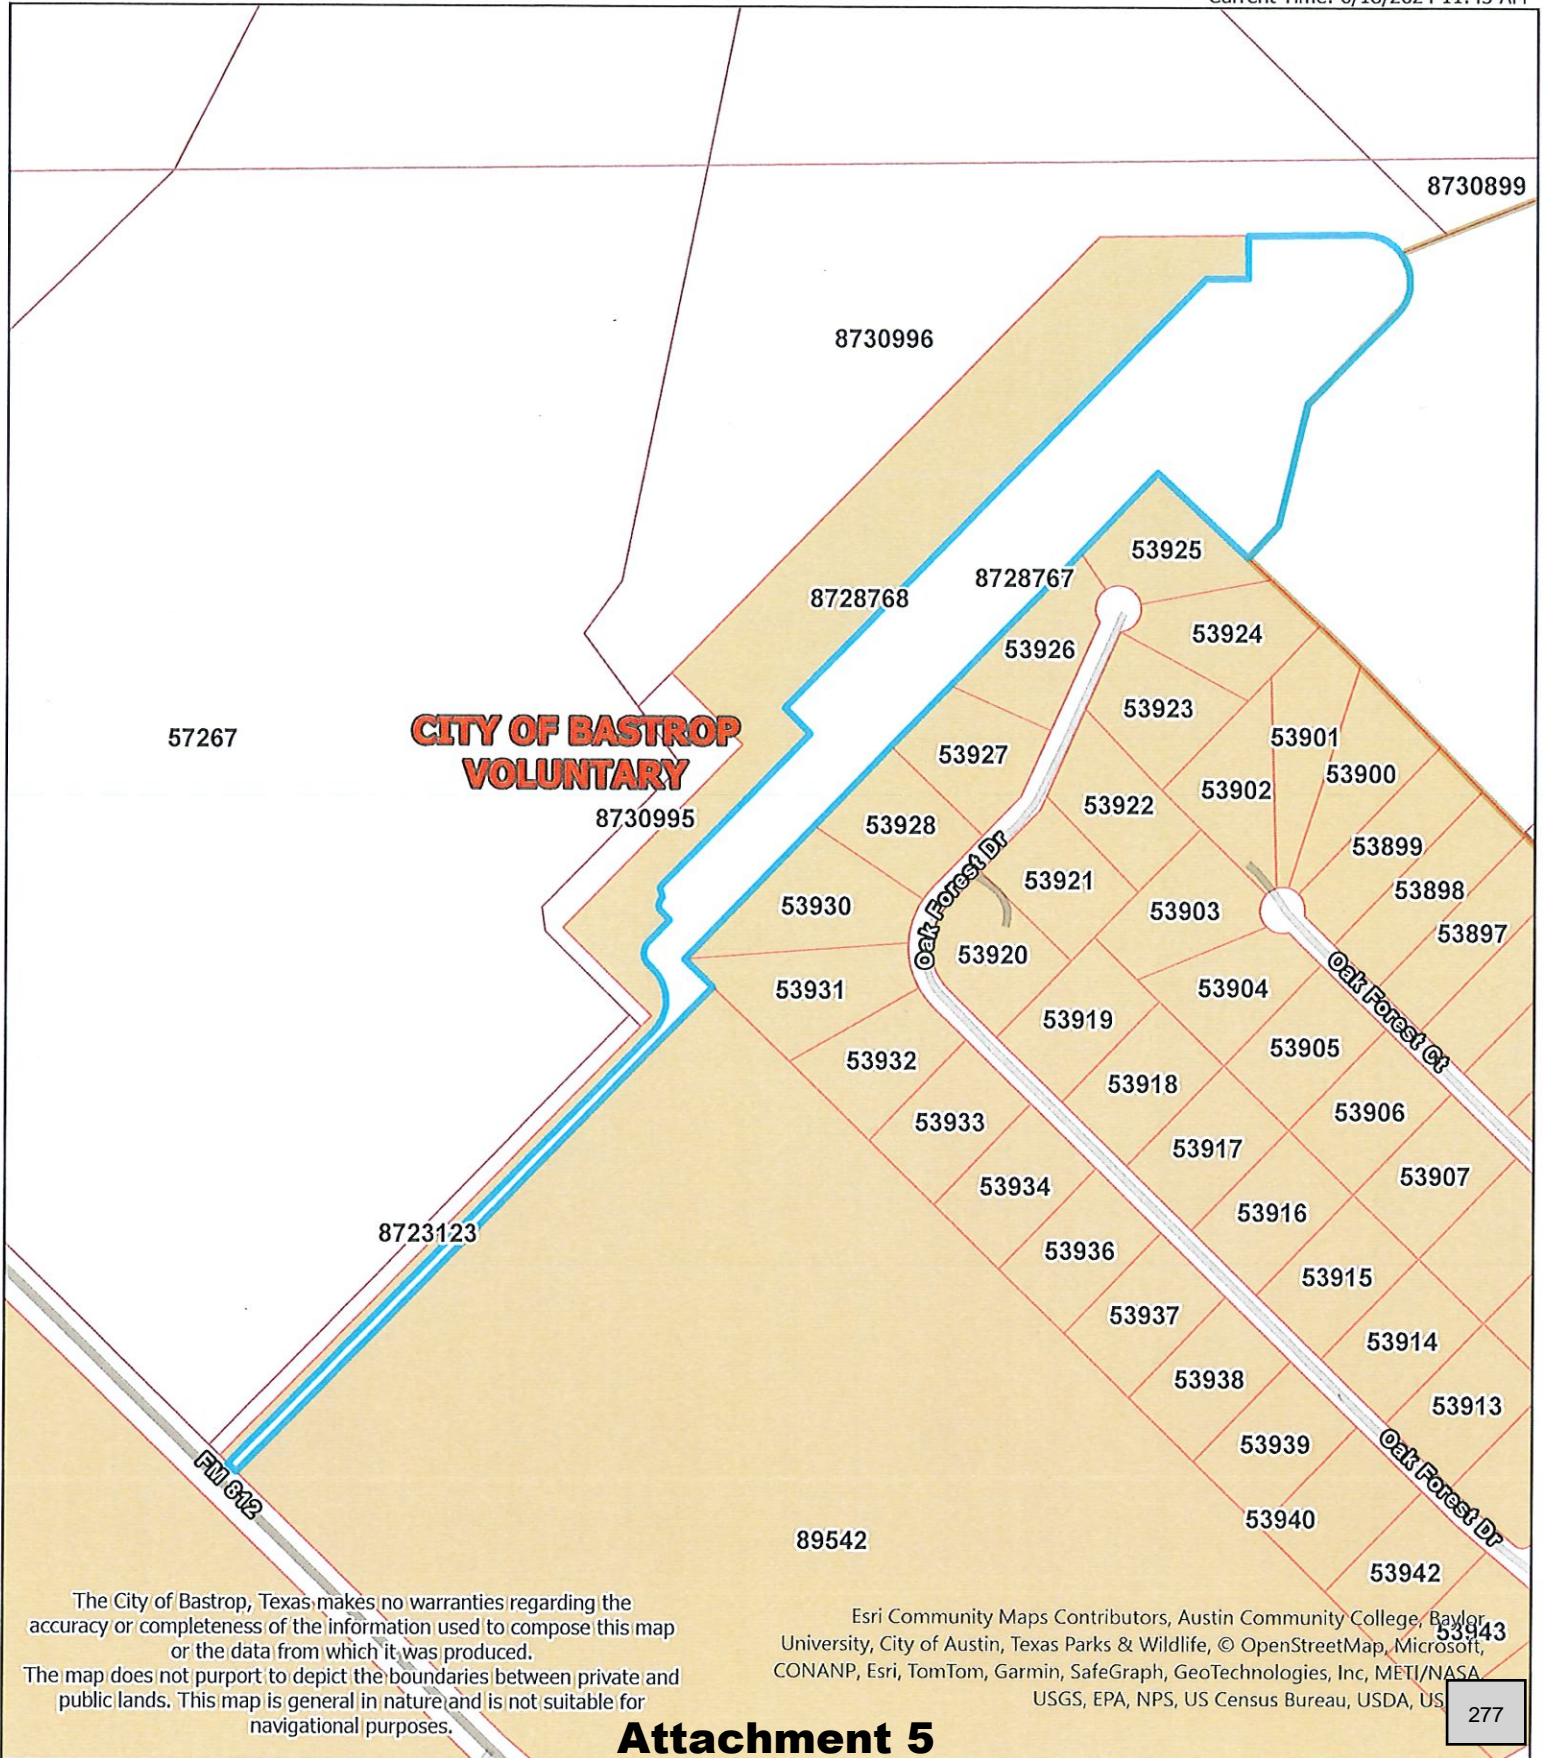 8730899
8730996
53925
8728767
8728768
53924
53926
53923
CITY OF BASTROP
VOLUNTARY
57267
53901
53927
53900
53902
53922
8730995
53928
53899
Oak Forest Dr
53921
53898
53930
53903
53897
53920
53931
53904
Oak Forest Ct
53919
53905
53932
53918
53906
53933
53917
53907
53934
53916
8723123
53936
53915
53937
53914
53938
53913
53939
Oak Forest Dr
FM 812
53940
89542
53942
53943
The City of Bastrop, Texas makes no warranties regarding the
accuracy or completeness of the information used to compose this map
or the data from which it was produced.
The map does not purport to depict the boundaries between private and
public lands. This map is general in nature and is not suitable for
navigational purposes.
Esri Community Maps Contributors, Austin Community College, Baylor
University, City of Austin, Texas Parks & Wildlife, © OpenStreetMap, Microsoft,
CONANP, Esri, TomTom, Garmin, SafeGraph, GeoTechnologies, Inc, METI/NASA,
USGS, EPA, NPS, US Census Bureau, USDA, US
277
Attachment 5